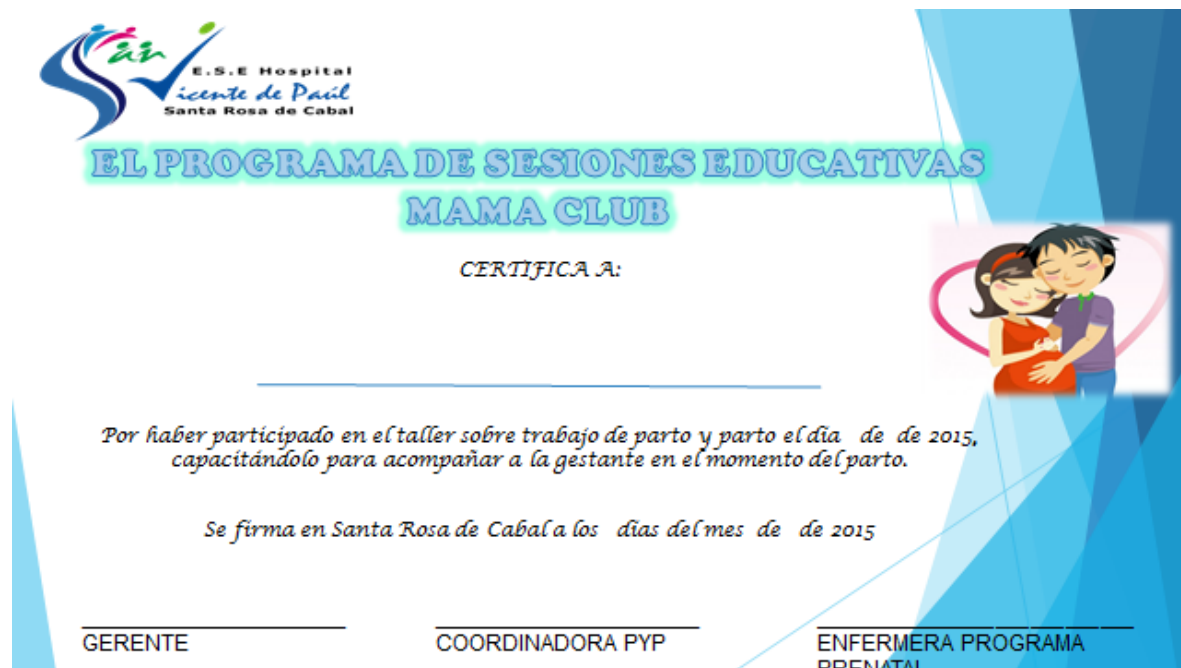 San
E.S.E Hospital
Vicente de Paúl
Santa Rosa de Cabal
EL PROGRAMA DE SESIONES EDUCATIVAS
MAMA CLUB
CERTIFICA A:
Por haber participado en el taller sobre trabajo de parto y parto el día de de 2015,
capacitándolo para acompañar a la gestante en el momento del parto.
Se firma en Santa Rosa de Cabal a los días del mes de de 2015
GERENTE
COORDINADORA PYP
ENFERMERA PROGRAMA
PRENATAL